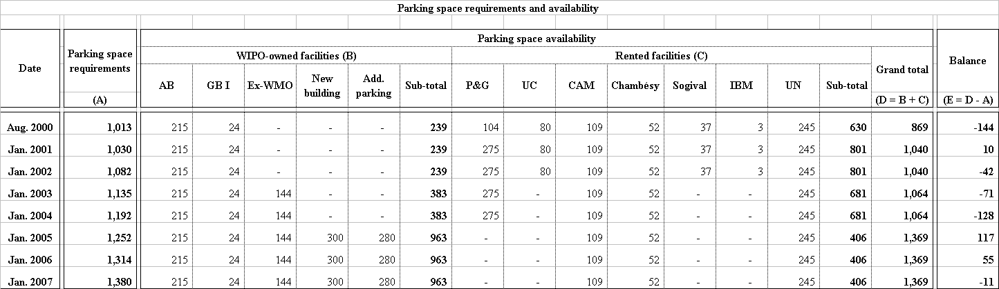 Parking space requirements and availability
Parking space availability
Date Parking space requirements WIPO-owned facilities (B) Rented facilities (C) Grand total Balance
AB GB I Ex-WMO New building Add. parking Sub-total P&G UC CAM Chambésy Sogival IBM UN Sub-total
(A) (D = B + C) (E = D - A)
Aug. 2000 1,013 215 24 - - - 239 104 80 109 52 37 3 245 630 869 -144
Jan. 2001 1,030 215 24 - - - 239 275 80 109 52 37 3 245 801 1,040 10
Jan. 2002 1,082 215 24 - - - 239 275 80 109 52 37 3 245 801 1,040 -42
Jan. 2003 1,135 215 24 144 - - 383 275 - 109 52 - - 245 681 1,064 -71
Jan. 2004 1,192 215 24 144 - - 383 275 - 109 52 - - 245 681 1,064 -128
Jan. 2005 1,252 215 24 144 300 280 963 - - 109 52 - - 245 406 1,369 117
Jan. 2006 1,314 215 24 144 300 280 963 - - 109 52 - - 245 406 1,369 55
Jan. 2007 1,380 215 24 144 300 280 963 - - 109 52 - - 245 406 1,369 -11